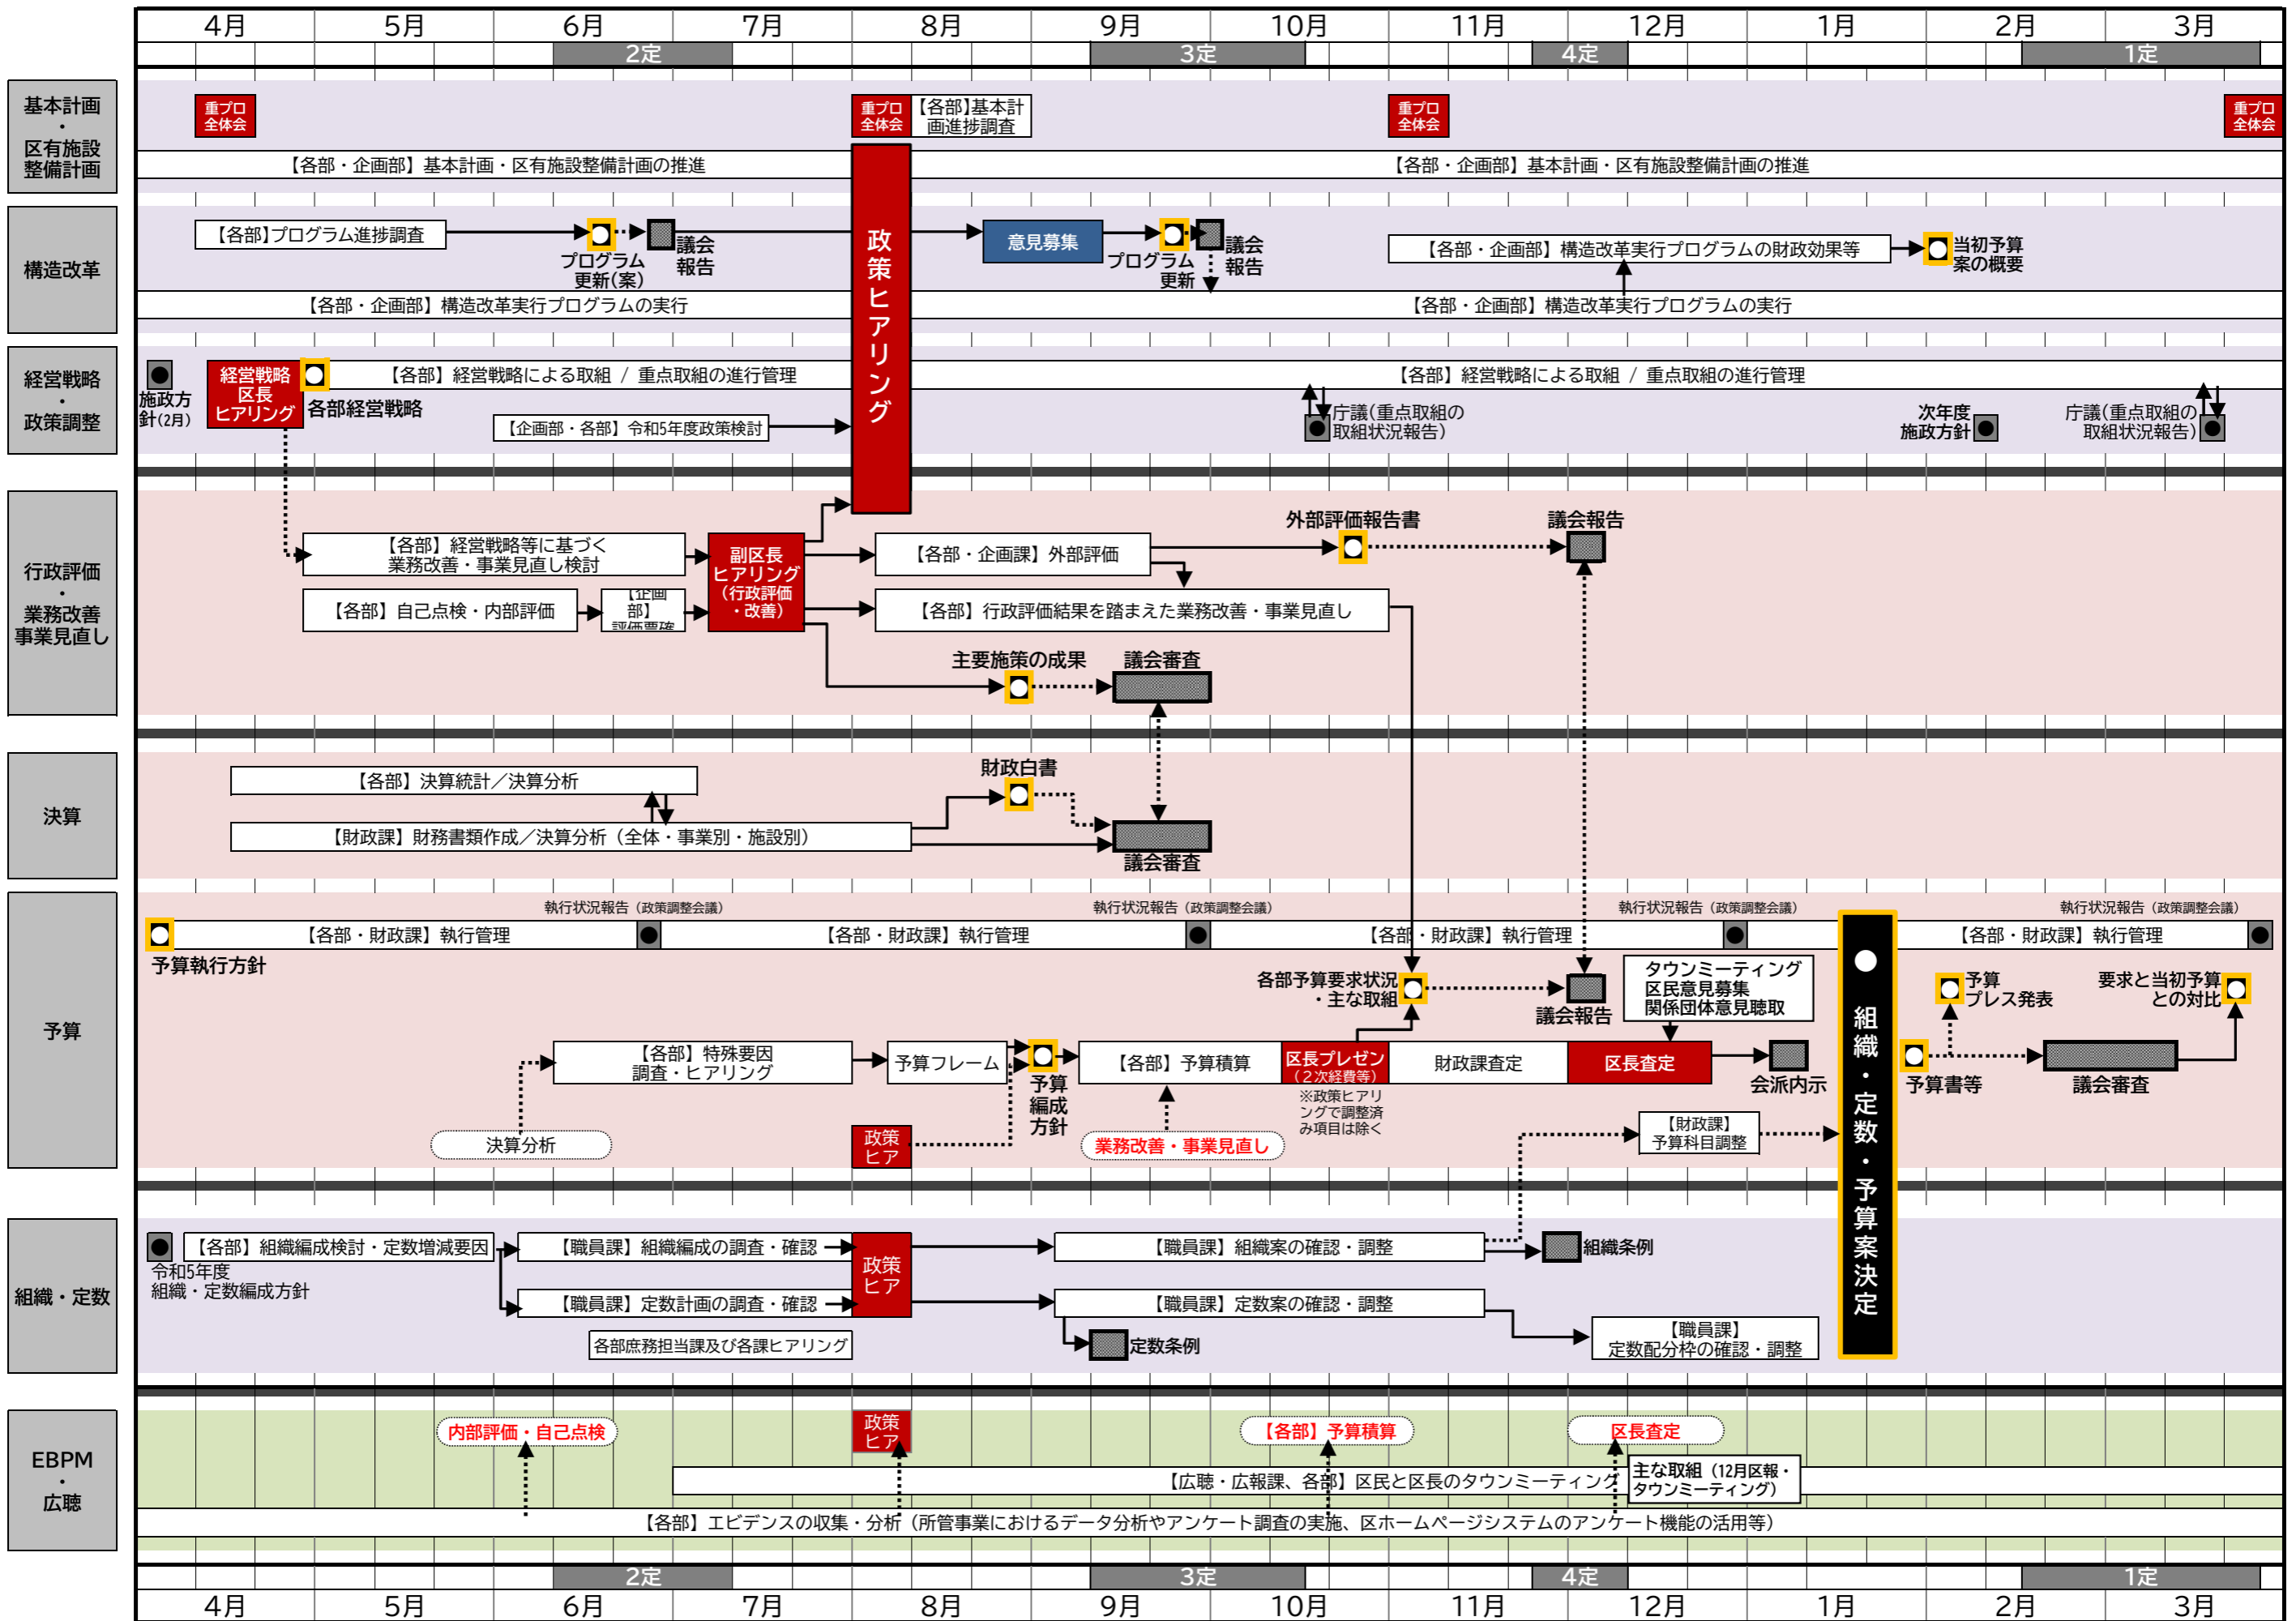 4月 5月 6月 7月 8月 9月 10月 11月 12月 1月 2月 3月
2定 3定 4定 1定
基本計画
・
区有施設
整備計画
重プロ
全体会
重プロ
全体会
【各部】基本計
画進捗調査
重プロ
全体会
重プロ
全体会
【各部・企画部】基本計画・区有施設整備計画の推進
【各部・企画部】基本計画・区有施設整備計画の推進
政策ヒアリング
構造改革
【各部】プログラム進捗調査
プログラム
更新(案)
議会
報告
意見募集
プログラム
更新
議会
報告
【各部・企画部】構造改革実行プログラムの財政効果等
当初予算
案の概要
【各部・企画部】構造改革実行プログラムの実行
【各部・企画部】構造改革実行プログラムの実行
経営戦略
・
政策調整
施政方
針(2月)
経営戦略
区長
ヒアリング
各部経営戦略
【各部】経営戦略による取組 / 重点取組の進行管理
【各部】経営戦略による取組 / 重点取組の進行管理
【企画部・各部】令和5年度政策検討
庁議(重点取組の
取組状況報告)
次年度
施政方針
庁議(重点取組の
取組状況報告)
行政評価
・
業務改善
事業見直し
【各部】経営戦略等に基づく
業務改善・事業見直し検討
【各部】自己点検・内部評価
【企画
部】
評価票確
副区長
ヒアリング
(行政評価
・改善)
【各部・企画課】外部評価
外部評価報告書
議会報告
【各部】行政評価結果を踏まえた業務改善・事業見直し
主要施策の成果
議会審査
決算
【各部】決算統計／決算分析
【財政課】財務書類作成／決算分析（全体・事業別・施設別）
財政白書
議会審査
予算
執行状況報告（政策調整会議）
執行状況報告（政策調整会議）
執行状況報告（政策調整会議）
執行状況報告（政策調整会議）
【各部・財政課】執行管理
【各部・財政課】執行管理
【各部・財政課】執行管理
【各部・財政課】執行管理
予算執行方針
各部予算要求状況
・主な取組
議会報告
タウンミーティング
区民意見募集
関係団体意見聴取
予算
プレス発表
要求と当初予算
との対比
【各部】特殊要因
調査・ヒアリング
予算フレーム
予算
編成
方針
【各部】予算積算
区長プレゼン
（２次経費等）
※政策ヒアリ
ングで調整済
み項目は除く
財政課査定
区長査定
会派内示
予算書等
議会審査
決算分析
政策
ヒア
業務改善・事業見直し
【財政課】
予算科目調整
組織・定数・予算案決定
組織・定数
令和5年度
組織・定数編成方針
【各部】組織編成検討・定数増減要因
【職員課】組織編成の調査・確認
【職員課】定数計画の調査・確認
各部庶務担当課及び各課ヒアリング
政策
ヒア
【職員課】組織案の確認・調整
組織条例
【職員課】定数案の確認・調整
定数条例
【職員課】
定数配分枠の確認・調整
EBPM
・
広聴
内部評価・自己点検
政策
ヒア
【各部】予算積算
区長査定
【広聴・広報課、各部】区民と区長のタウンミーティング
主な取組（12月区報・
タウンミーティング）
【各部】エビデンスの収集・分析（所管事業におけるデータ分析やアンケート調査の実施、区ホームページシステムのアンケート機能の活用等）
2定 3定 4定 1定
4月 5月 6月 7月 8月 9月 10月 11月 12月 1月 2月 3月